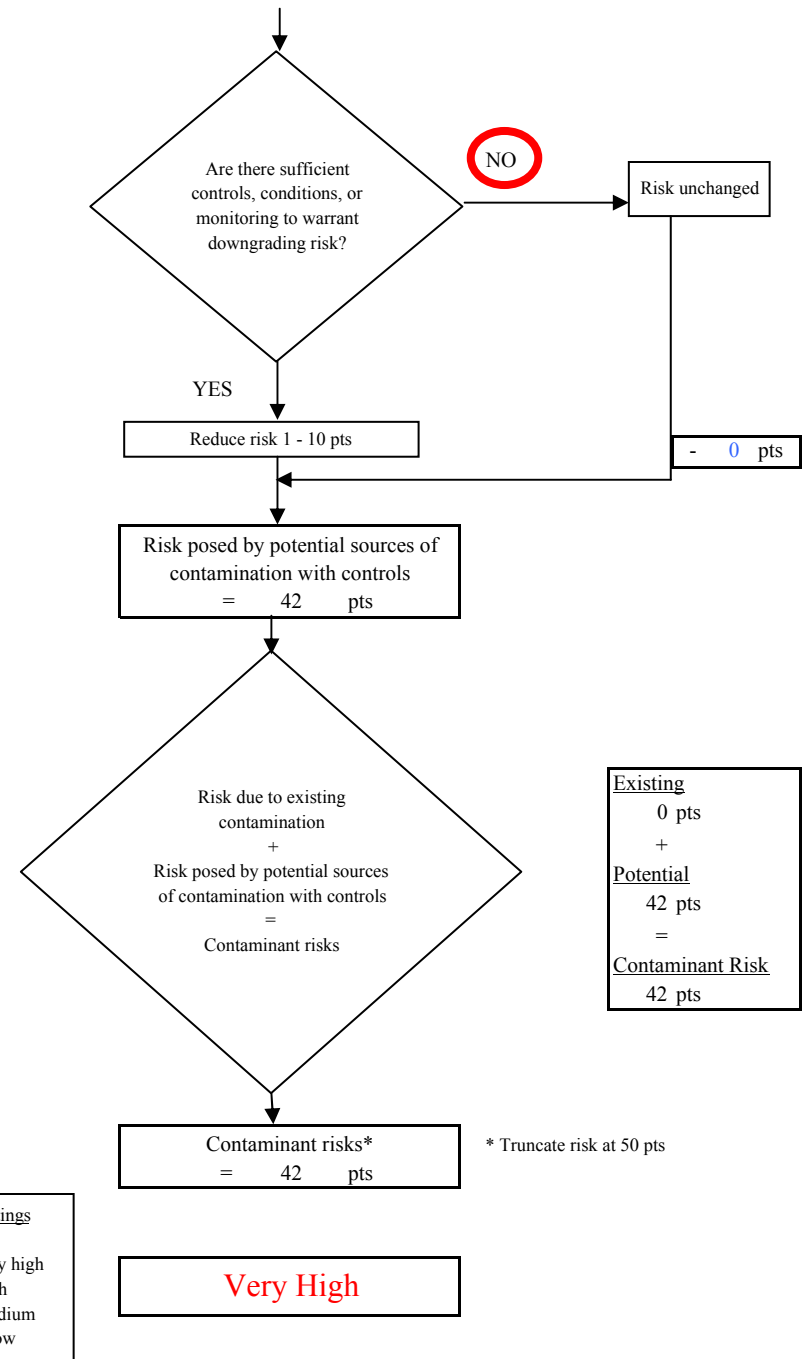 Are there sufficient
controls, conditions, or
monitoring to warrant
downgrading risk?
NO
Risk unchanged
YES
Reduce risk 1 - 10 pts
- 0 pts
Risk posed by potential sources of
contamination with controls
= 42 pts
Risk due to existing
contamination
+
Risk posed by potential sources
of contamination with controls
=
Contaminant risks
Existing
0 pts
+
Potential
42 pts
=
Contaminant Risk
42 pts
Contaminant risks*
= 42 pts
* Truncate risk at 50 pts
Very High
high